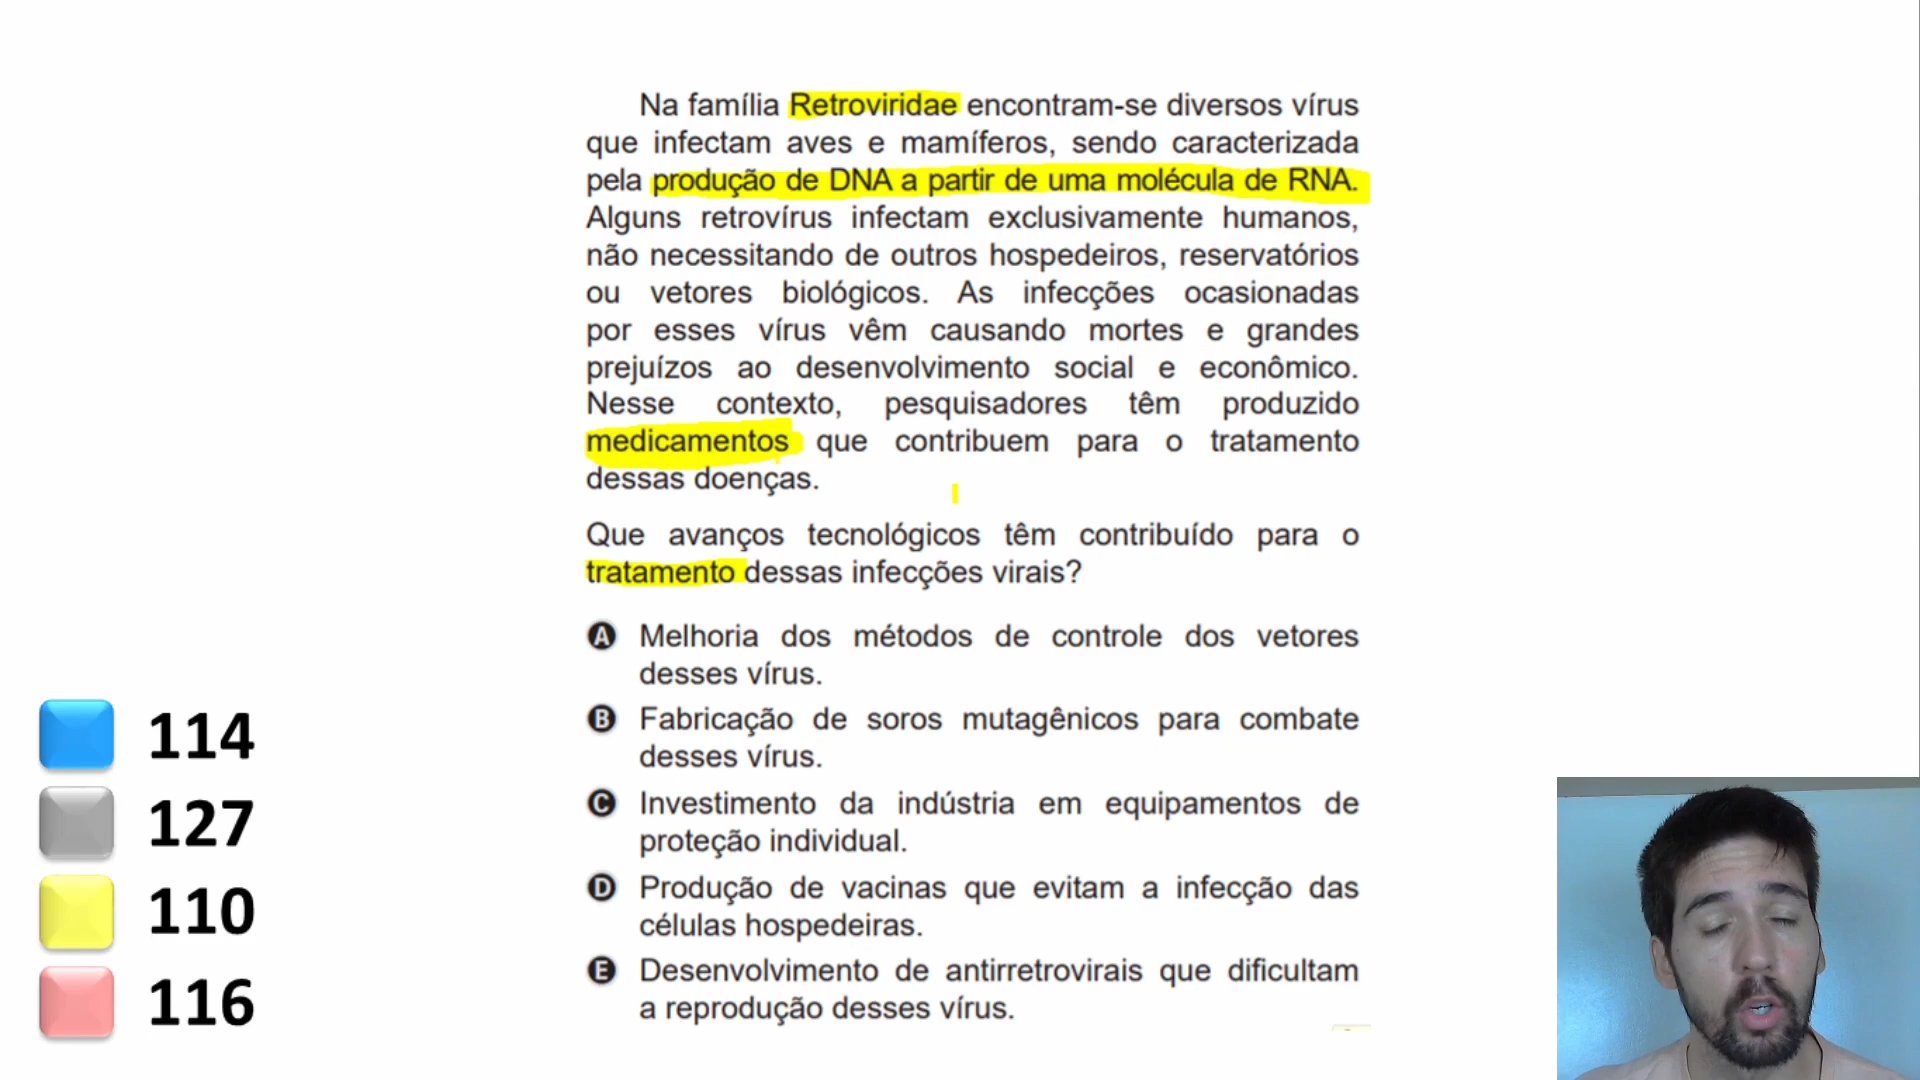 Na família Retroviridae encontram-se diversos vírus
que infectam aves e mamíferos, sendo caracterizada
pela produção de DNA a partir de uma molécula de RNA.
Alguns retrovírus infectam exclusivamente humanos,
não necessitando de outros hospedeiros, reservatórios
ou vetores biológicos. As infecções ocasionadas
por esses vírus vêm causando mortes e grandes
prejuízos ao desenvolvimento social e econômico.
Nesse contexto, pesquisadores têm produzido
medicamentos que contribuem para o tratamento
dessas doenças.
Que avanços tecnológicos têm contribuído para o
tratamento dessas infecções virais?
A Melhoria dos métodos de controle dos vetores
desses vírus.
B Fabricação de soros mutagênicos para combate
desses vírus.
C Investimento da indústria em equipamentos de
proteção individual.
D Produção de vacinas que evitam a infecção das
células hospedeiras.
E Desenvolvimento de antirretrovirais que dificultam
a reprodução desses vírus.
114
127
110
116